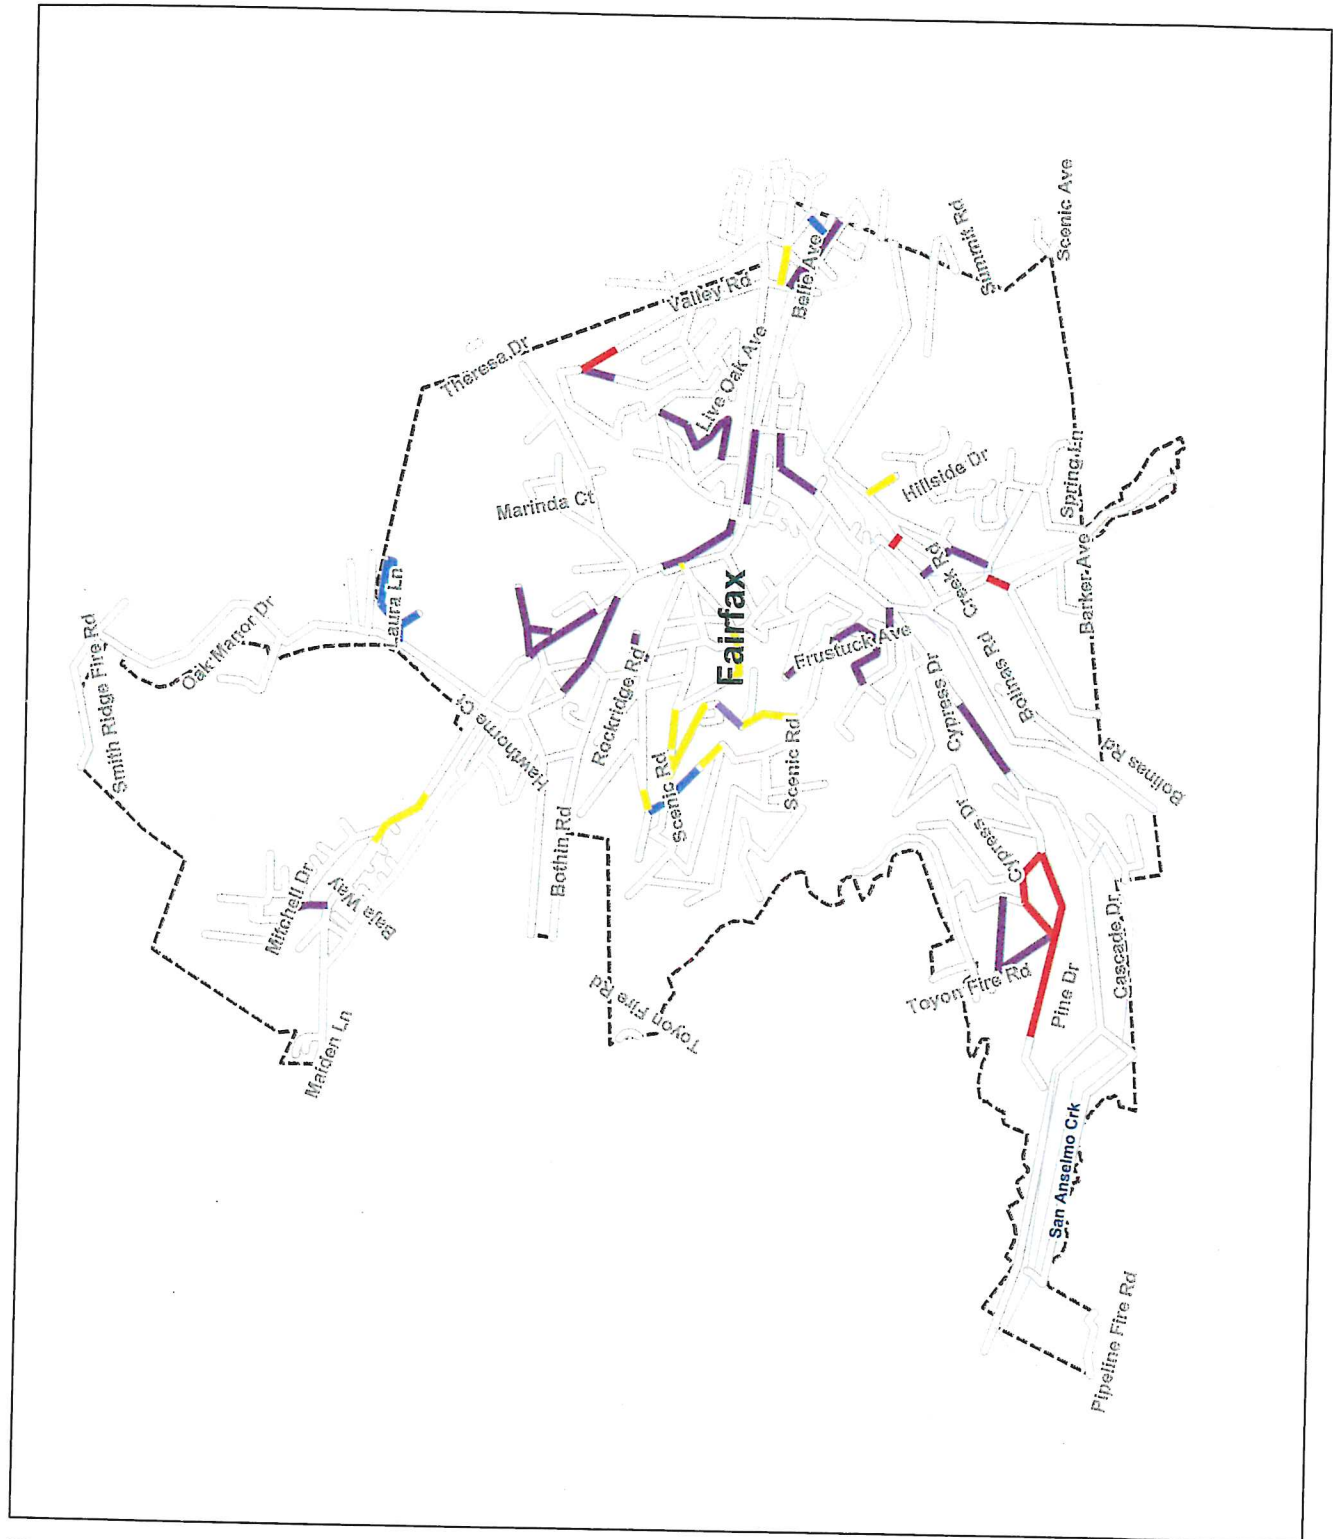 Scenic Ave
Summit Rd
Belle Ave
Valley Rd
Theresa Dr
Live Oak Ave
Hillside Dr
Spring Ln
Marinda Ct
Creek Rd
Barker Ave
Laura Ln
Fairfax
Oak Manor Dr
Smith Ridge Fire Rd
Frustuck Ave
Bolinas Rd
Cypress Dr
Bolinas Rd
Rockridge Rd
Hawthorne Ct
Scenic Rd
Scenic Rd
Bolinas Rd
Cypress Dr
Bothin Rd
Mitchell Dr
Baja Way
Cascade Dr
Toyon Fire Rd
Pine Dr
Toyon Fire Rd
Maiden Ln
San Anselmo Crk
Pipeline Fire Rd